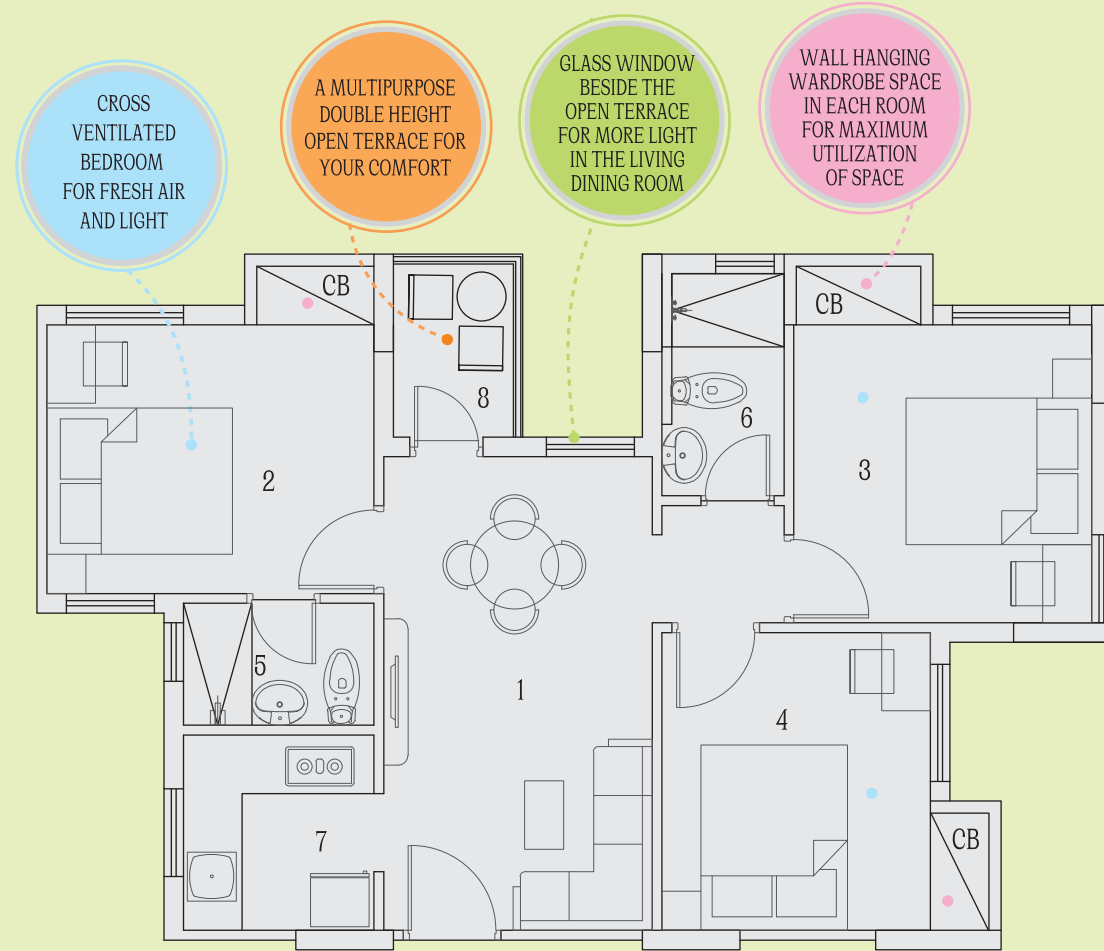 CROSS
VENTILATED
BEDROOM
FOR FRESH AIR
AND LIGHT
A MULTIPURPOSE
DOUBLE HEIGHT
OPEN TERRACE FOR
YOUR COMFORT
GLASS WINDOW
BESIDE THE
OPEN TERRACE
FOR MORE LIGHT
IN THE LIVING
DINING ROOM
WALL HANGING
WARDROBE SPACE
IN EACH ROOM
FOR MAXIMUM
UTILIZATION
OF SPACE
CB
CB
8
6
2
3
5
1
4
7
CB